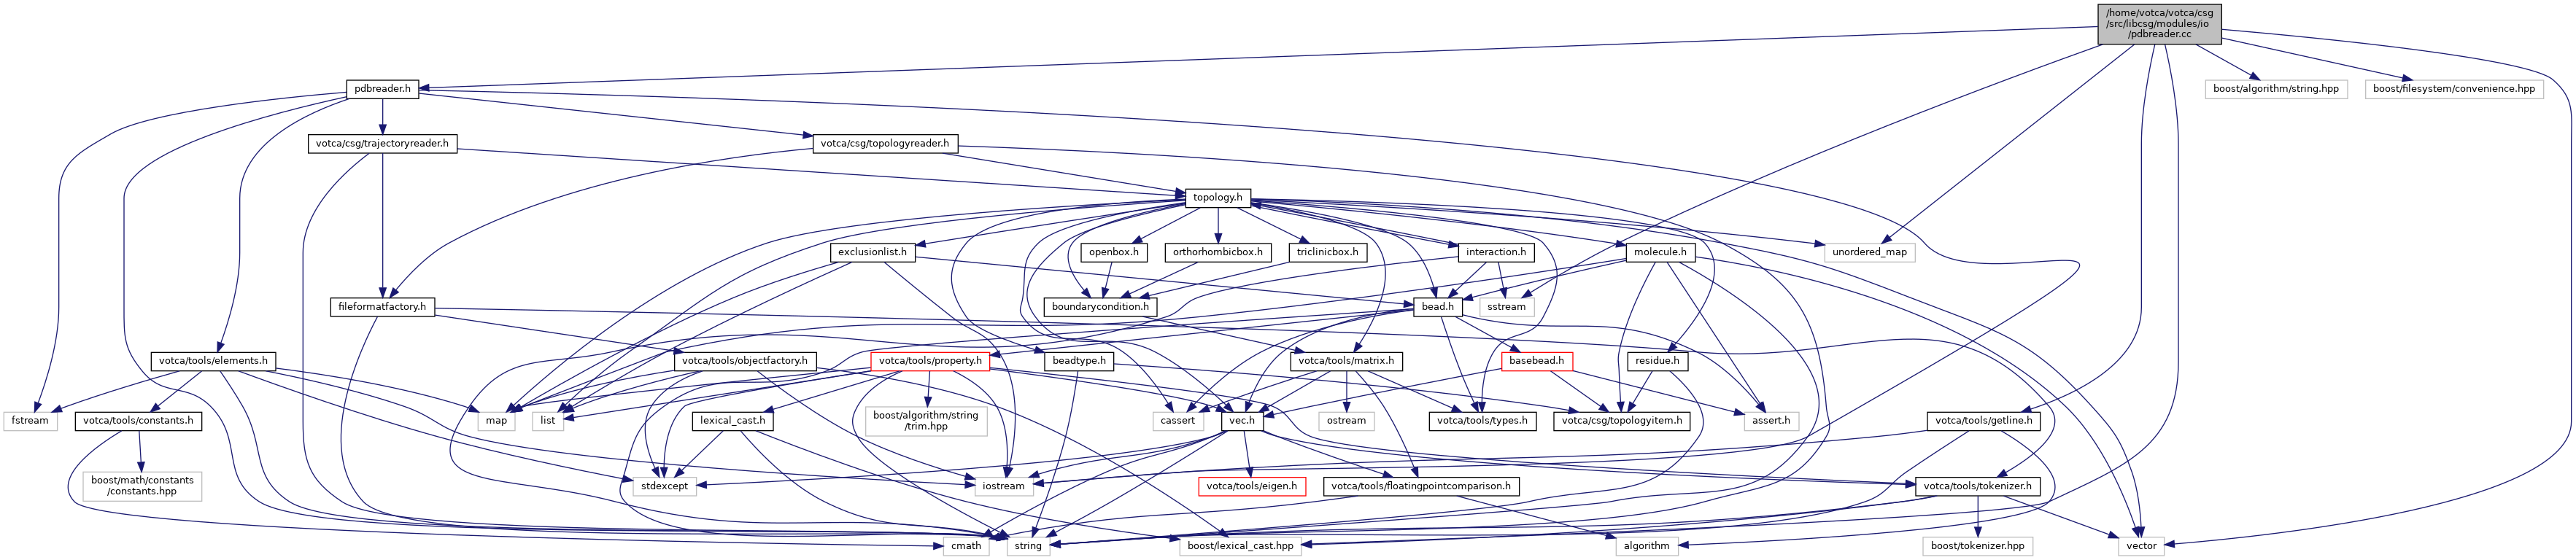 /home/votca/votca/csg
/src/libcsg/modules/io
/pdbreader.cc
pdbreader.h
boost/algorithm/string.hpp
boost/filesystem/convenience.hpp
votca/csg/trajectoryreader.h
votca/csg/topologyreader.h
topology.h
exclusionlist.h
openbox.h
orthorhombicbox.h
triclinicbox.h
interaction.h
molecule.h
unordered_map
fileformatfactory.h
boundarycondition.h
bead.h
sstream
votca/tools/elements.h
votca/tools/objectfactory.h
votca/tools/property.h
beadtype.h
votca/tools/matrix.h
basebead.h
residue.h
fstream
votca/tools/constants.h
map
list
lexical_cast.h
boost/algorithm/string
/trim.hpp
cassert
vec.h
ostream
votca/tools/types.h
votca/csg/topologyitem.h
assert.h
votca/tools/getline.h
boost/math/constants
/constants.hpp
stdexcept
iostream
votca/tools/eigen.h
votca/tools/floatingpointcomparison.h
votca/tools/tokenizer.h
cmath
string
boost/lexical_cast.hpp
algorithm
boost/tokenizer.hpp
vector